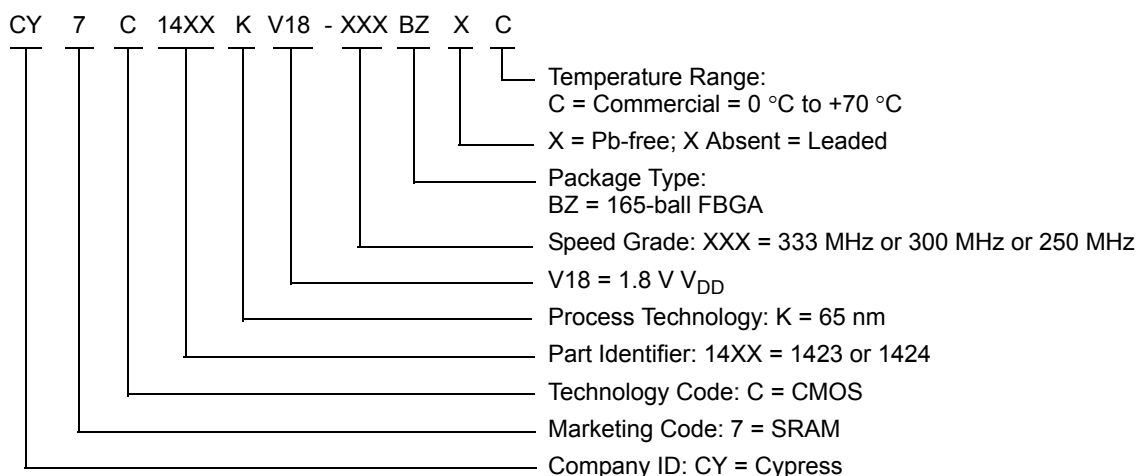 CY 7 C 14XX K V18 - XXX BZ X C
Temperature Range:
C = Commercial = 0 °C to +70 °C
X = Pb-free; X Absent = Leaded
Package Type:
BZ = 165-ball FBGA
Speed Grade: XXX = 333 MHz or 300 MHz or 250 MHz
V18 = 1.8 V VDD
Process Technology: K = 65 nm
Part Identifier: 14XX = 1423 or 1424
Technology Code: C = CMOS
Marketing Code: 7 = SRAM
Company ID: CY = Cypress